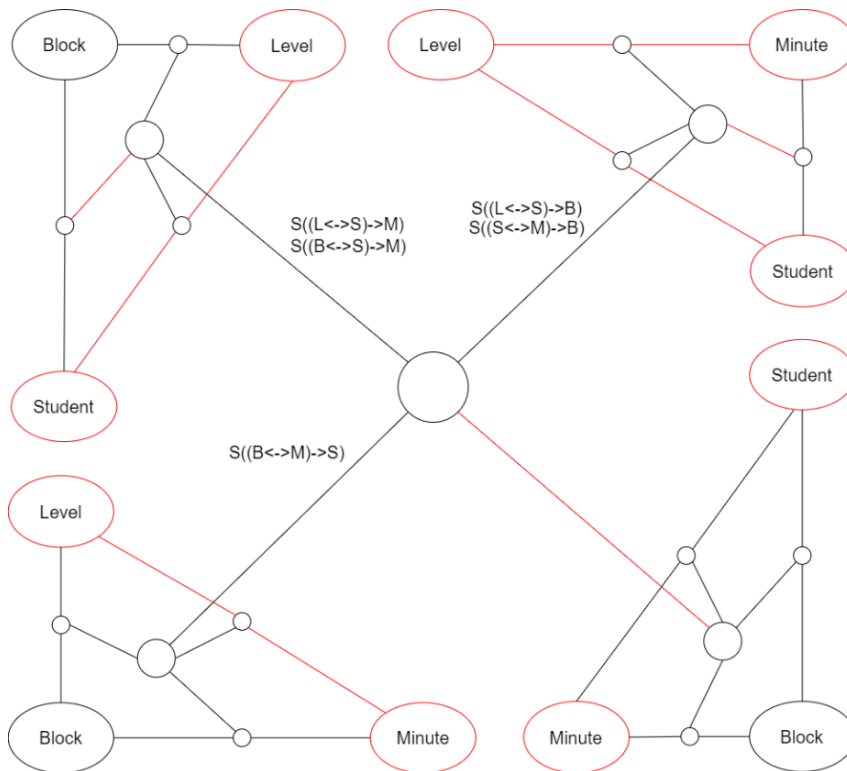 Block
Level
Level
Minute
S((L<->S)->M)
S((B<->S)->M)
S((L<->S)->B)
S((S<->M)->B)
Student
Student
Student
S((B<->M)->S)
Level
Block
Minute
Minute
Block